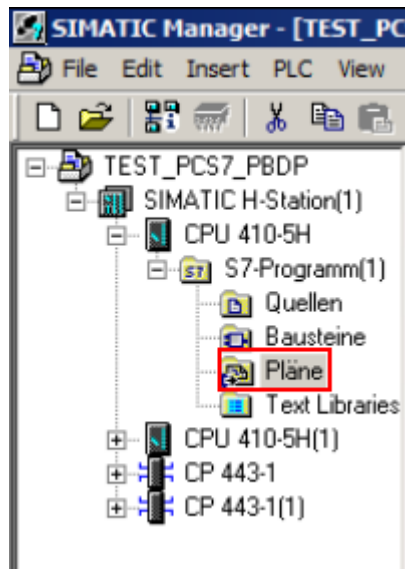 SIMATIC Manager - [TEST_PC
File Edit Insert PLC View
TEST_PCS7_PBDP
SIMATIC H-Station(1)
CPU 410-5H
S7-Programm(1)
Quellen
Bausteine
Pläne
Text Libraries
CPU 410-5H(1)
CP 443-1
CP 443-1(1)